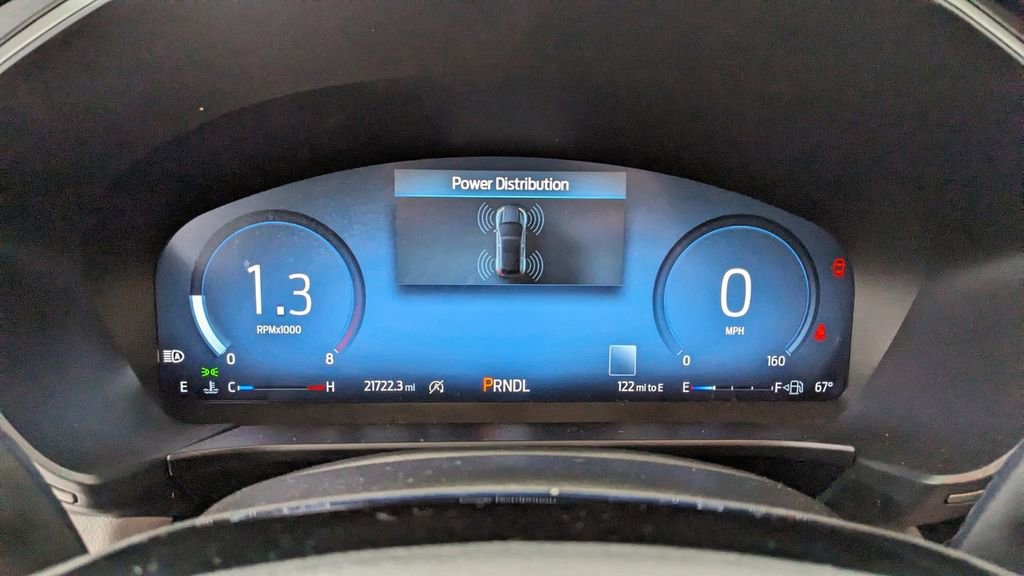 Power Distribution
1.3
RPMx1000
0 8
0
MPH
0 160
A
E C H 21722.3 mi PRNDL 122 mi to E E F 67°